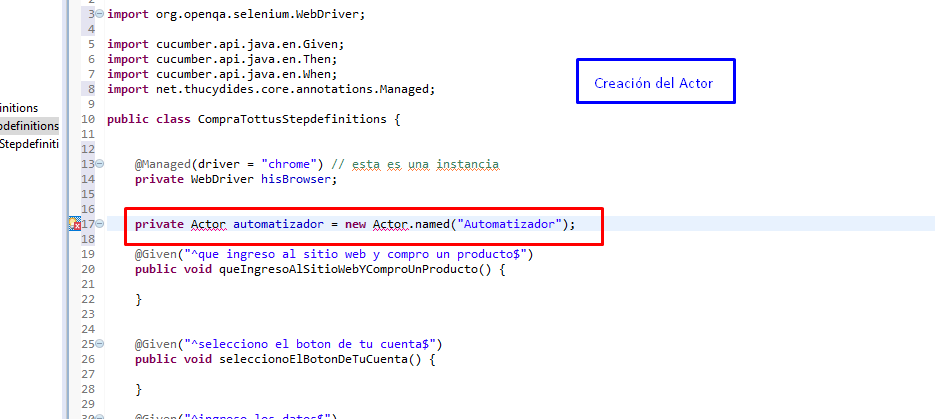 2
3 import org.openqa.selenium.WebDriver;
4
5 import cucumber.api.java.en.Given;
6 import cucumber.api.java.en.Then;
7 import cucumber.api.java.en.When;
8 import net.thucydides.core.annotations.Managed;
Creación del Actor
9
10 public class CompraTottusStepdefinitions {
11
12
13 @Managed(driver = "chrome") // esta es una instancia
14 private WebDriver hisBrowser;
15
16
17 private Actor automatizador = new Actor.named("Automatizador");
18
19 @Given("^que ingreso al sitio web y compro un producto$")
20 public void queIngresoAlSitioWebYComproUnProducto() {
21
22 }
23
24
25 @Given("^selecciono el boton de tu cuenta$")
26 public void seleccionoElBotonDeTuCuenta() {
27
28 }
29
30 @Given("^ingreso los datos$")
initions
pdefinitions
Stepdefiniti